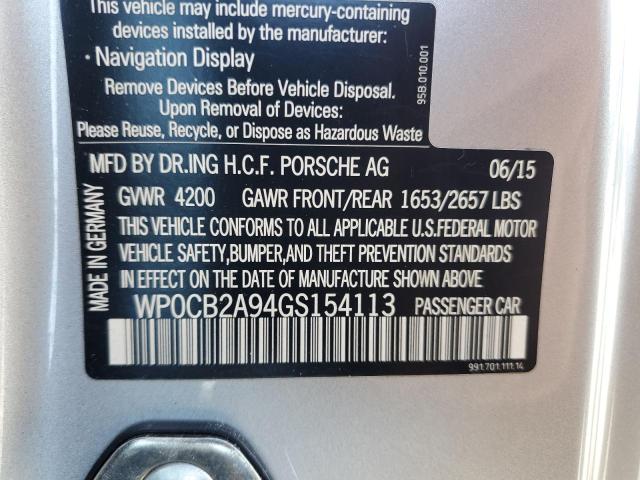 This vehicle may include mercury-containing
devices installed by the manufacturer:
· Navigation Display
Remove Devices Before Vehicle Disposal.
Upon Removal of Devices:
Please Reuse, Recycle, or Dispose as Hazardous Waste
95B.010.001
MFD BY DR.ING H.C.F. PORSCHE AG 06/15
GVWR 4200 GAWR FRONT/REAR 1653/2657 LBS
THIS VEHICLE CONFORMS TO ALL APPLICABLE U.S.FEDERAL MOTOR
VEHICLE SAFETY,BUMPER,AND THEFT PREVENTION STANDARDS
IN EFFECT ON THE DATE OF MANUFACTURE SHOWN ABOVE
WP0CB2A94GS154113 PASSENGER CAR
MADE IN GERMANY
991.701.111.14